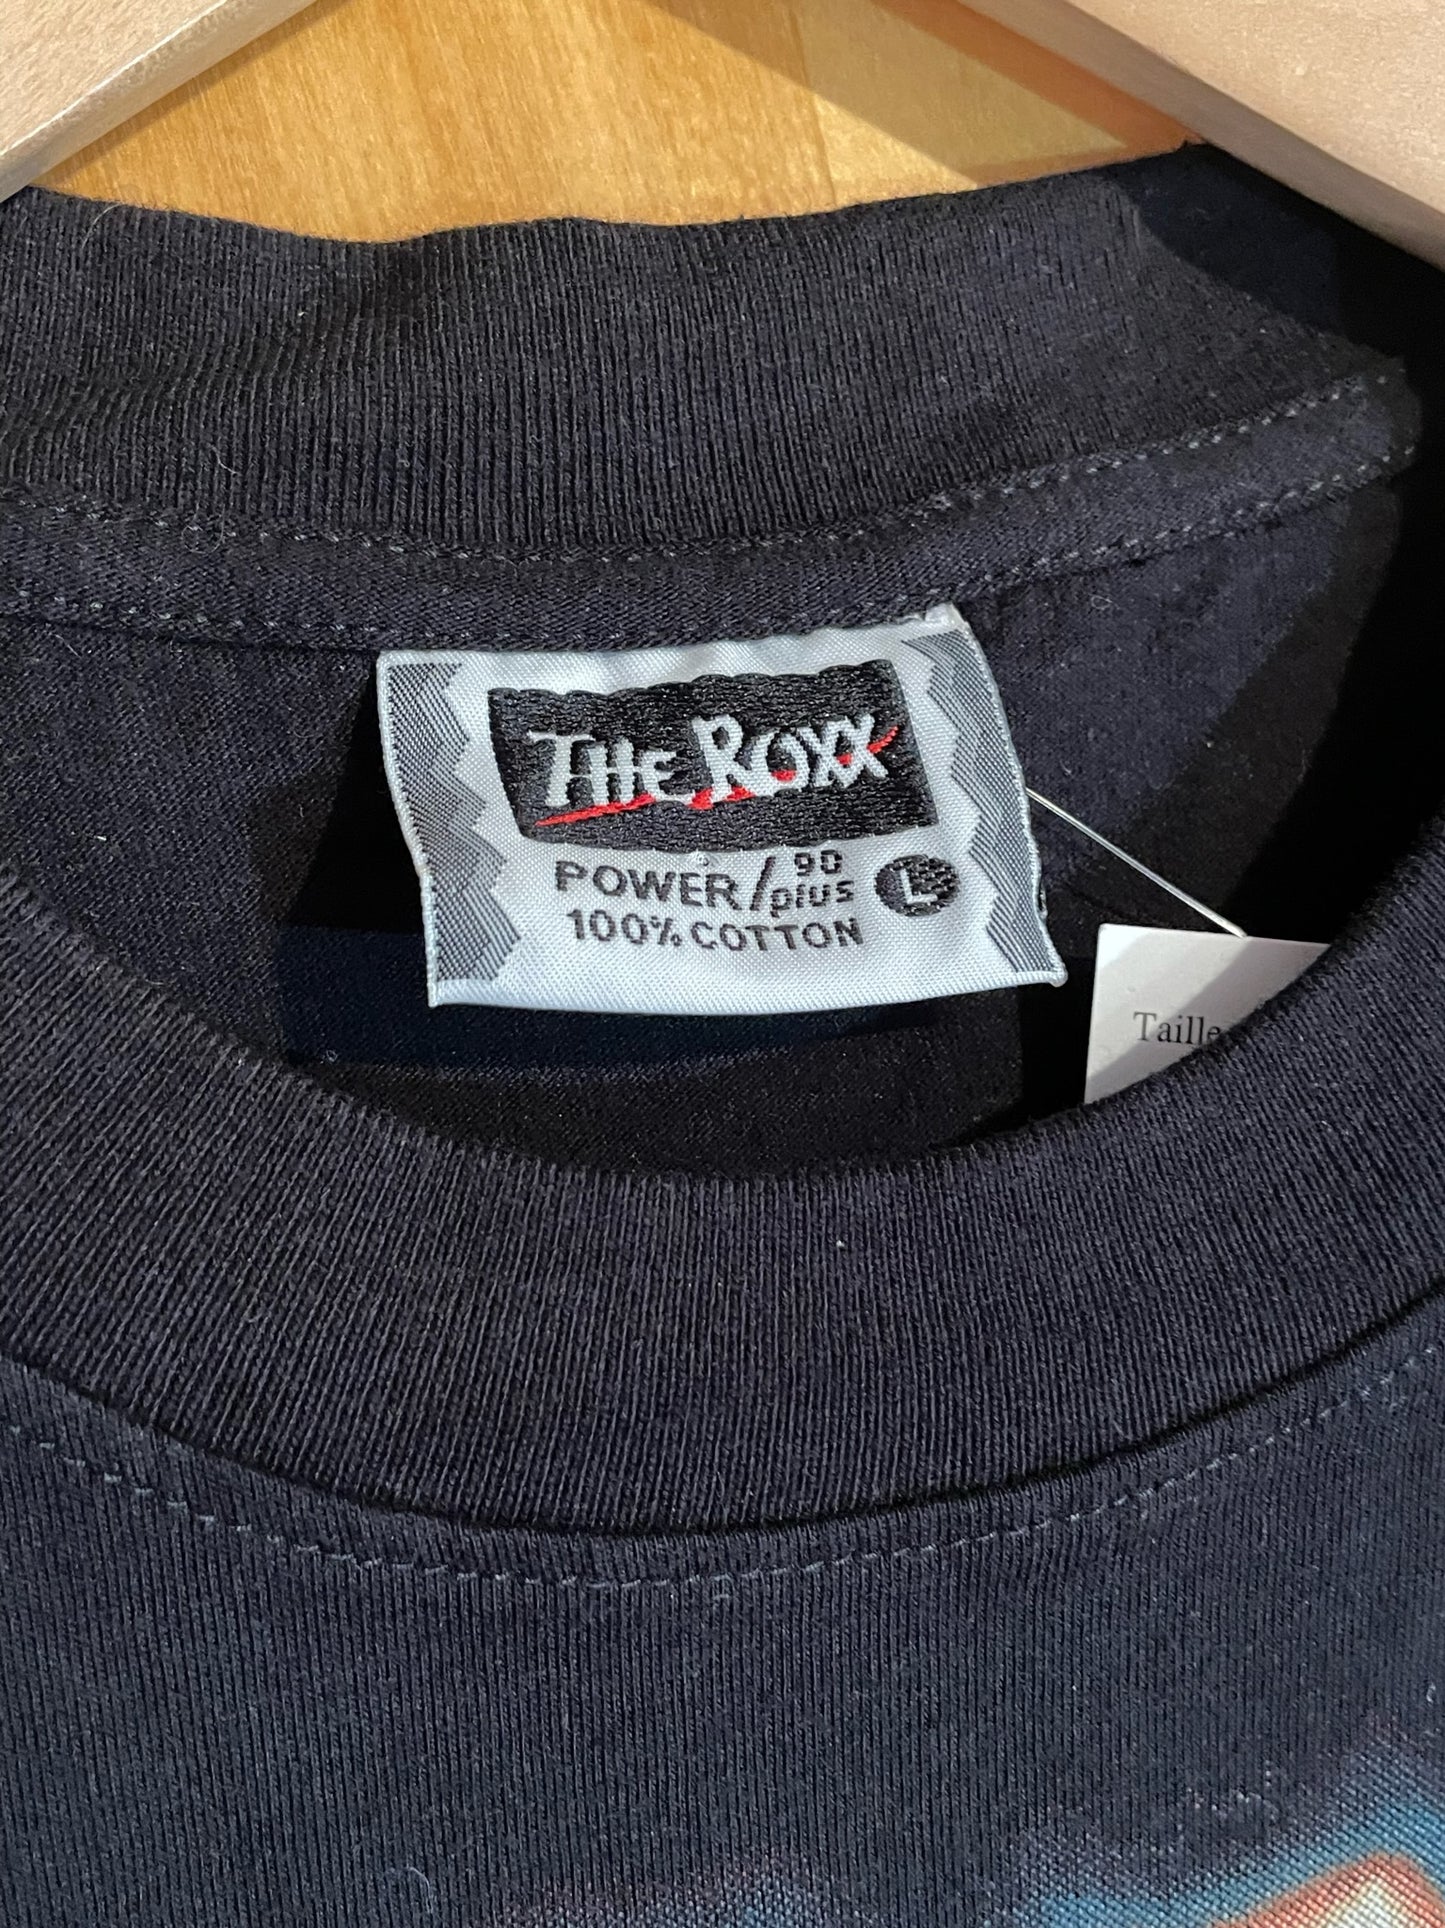 THE ROXX
POWER/90 plus L
100% COTTON
Taille